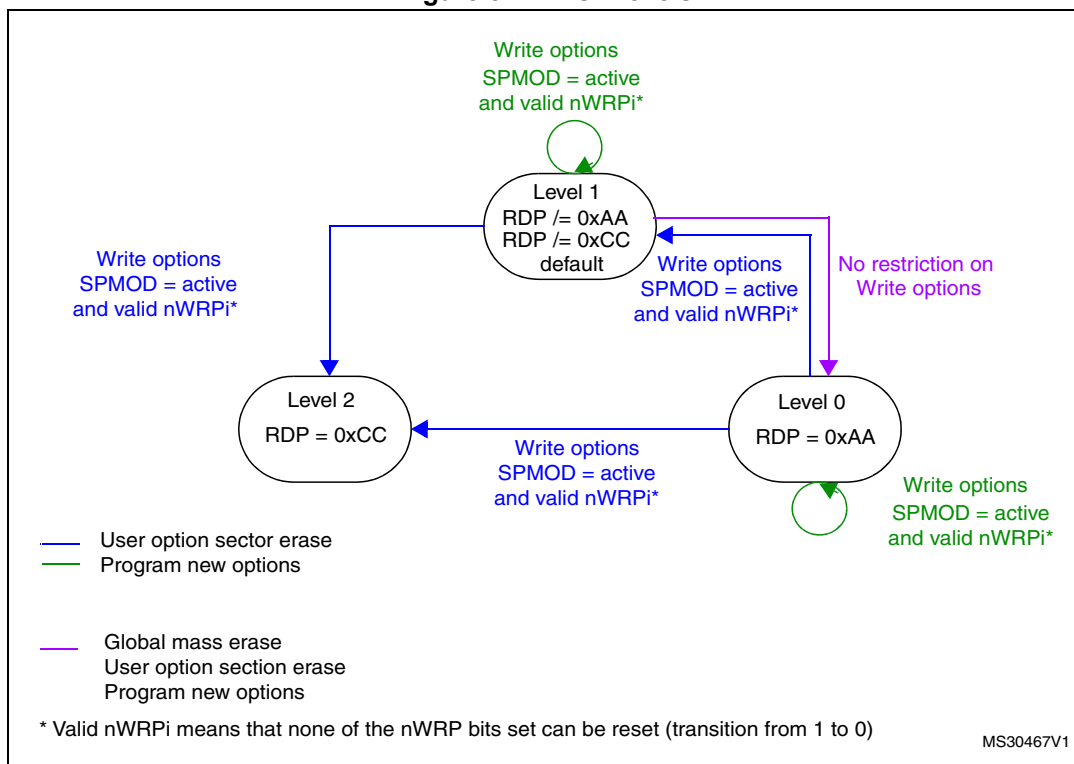 Write options
SPMOD = active
and valid nWRPi*
Level 1
RDP /= 0xAA
RDP /= 0xCC
default
Write options
SPMOD = active
and valid nWRPi*
Write options
SPMOD = active
and valid nWRPi*
No restriction on
Write options
Level 2
RDP = 0xCC
Level 0
RDP = 0xAA
Write options
SPMOD = active
and valid nWRPi*
Write options
SPMOD = active
and valid nWRPi*
User option sector erase
Program new options
Global mass erase
User option section erase
Program new options
* Valid nWRPi means that none of the nWRP bits set can be reset (transition from 1 to 0)
MS30467V1